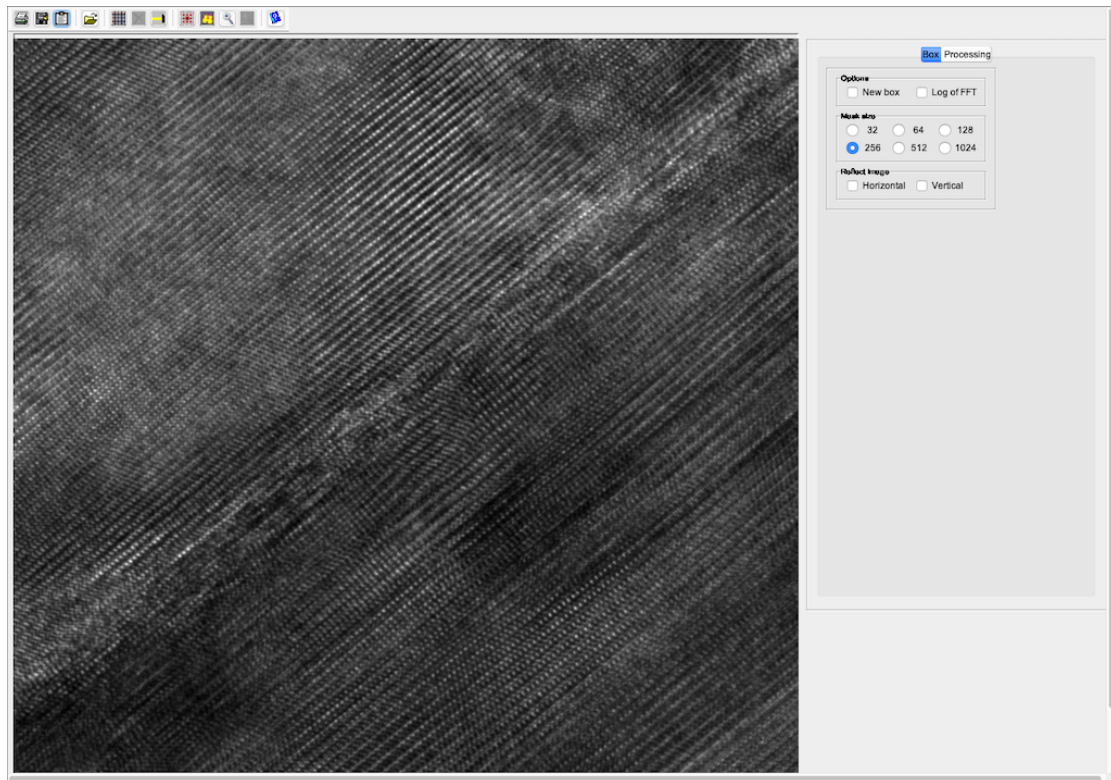 Box Processing
Options
New box Log of FFT
Mask size
32 64 128
256 512 1024
Reflect Image
Horizontal Vertical